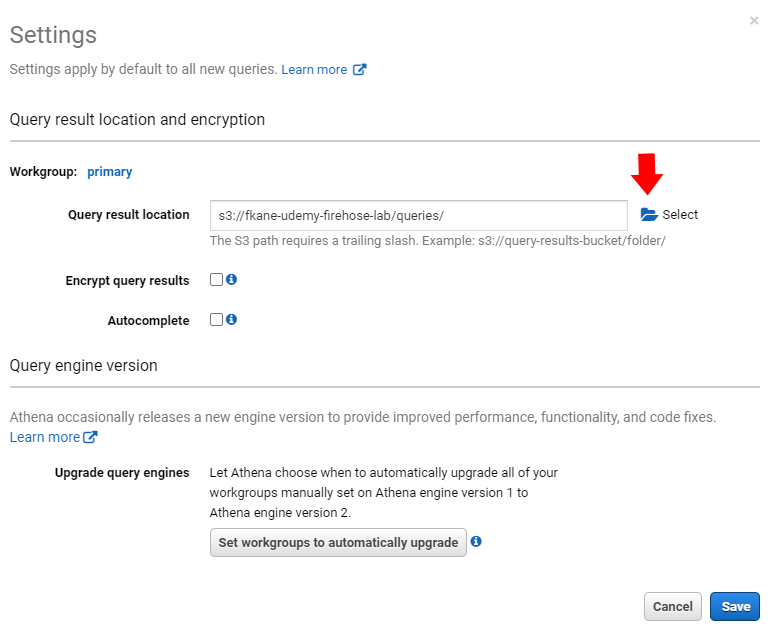 ×
Settings
Settings apply by default to all new queries. Learn more
Query result location and encryption
Workgroup: primary
Query result location s3://fkane-udemy-firehose-lab/queries/ Select
The S3 path requires a trailing slash. Example: s3://query-results-bucket/folder/
Encrypt query results
Autocomplete
Query engine version
Athena occasionally releases a new engine version to provide improved performance, functionality, and code fixes.
Learn more
Upgrade query engines Let Athena choose when to automatically upgrade all of your
workgroups manually set on Athena engine version 1 to
Athena engine version 2.
Set workgroups to automatically upgrade
Cancel Save